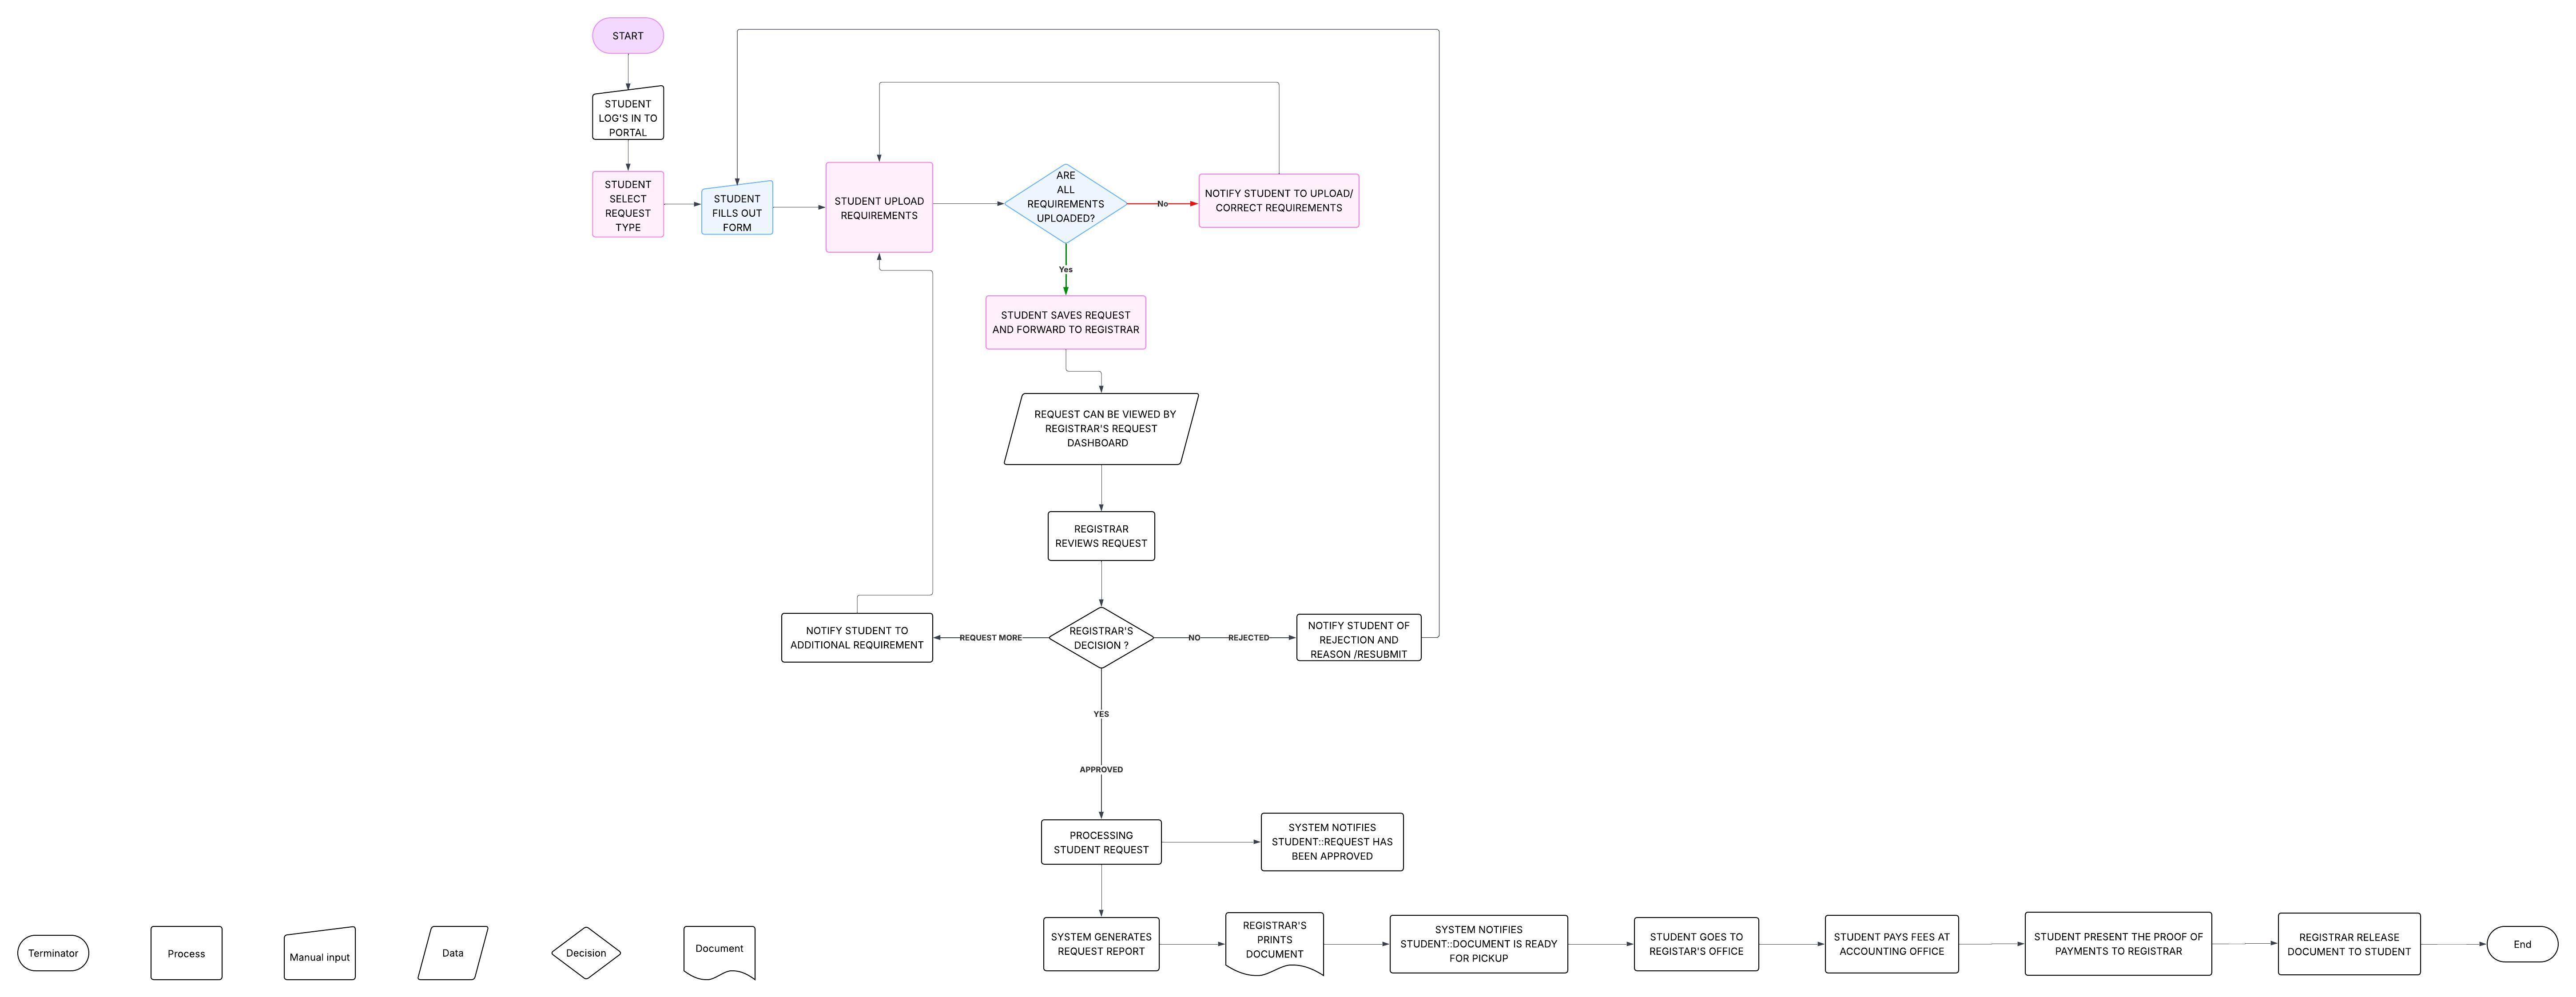 START
STUDENT
LOG'S IN TO
PORTAL
STUDENT
SELECT
REQUEST
TYPE
STUDENT
FILLS OUT
FORM
STUDENT UPLOAD
REQUIREMENTS
ARE
ALL
REQUIREMENTS
UPLOADED?
No
NOTIFY STUDENT TO UPLOAD/
CORRECT REQUIREMENTS
Yes
STUDENT SAVES REQUEST
AND FORWARD TO REGISTRAR
REQUEST CAN BE VIEWED BY
REGISTRAR'S REQUEST
DASHBOARD
REGISTRAR
REVIEWS REQUEST
NOTIFY STUDENT TO
ADDITIONAL REQUIREMENT
REQUEST MORE
REGISTRAR'S
DECISION ?
NO
REJECTED
NOTIFY STUDENT OF
REJECTION AND
REASON /RESUBMIT
YES
APPROVED
PROCESSING
STUDENT REQUEST
SYSTEM NOTIFIES
STUDENT::REQUEST HAS
BEEN APPROVED
Terminator
Process
Manual input
Data
Decision
Document
SYSTEM GENERATES
REQUEST REPORT
REGISTRAR'S
PRINTS
DOCUMENT
SYSTEM NOTIFIES
STUDENT::DOCUMENT IS READY
FOR PICKUP
STUDENT GOES TO
REGISTAR'S OFFICE
STUDENT PAYS FEES AT
ACCOUNTING OFFICE
STUDENT PRESENT THE PROOF OF
PAYMENTS TO REGISTRAR
REGISTRAR RELEASE
DOCUMENT TO STUDENT
End